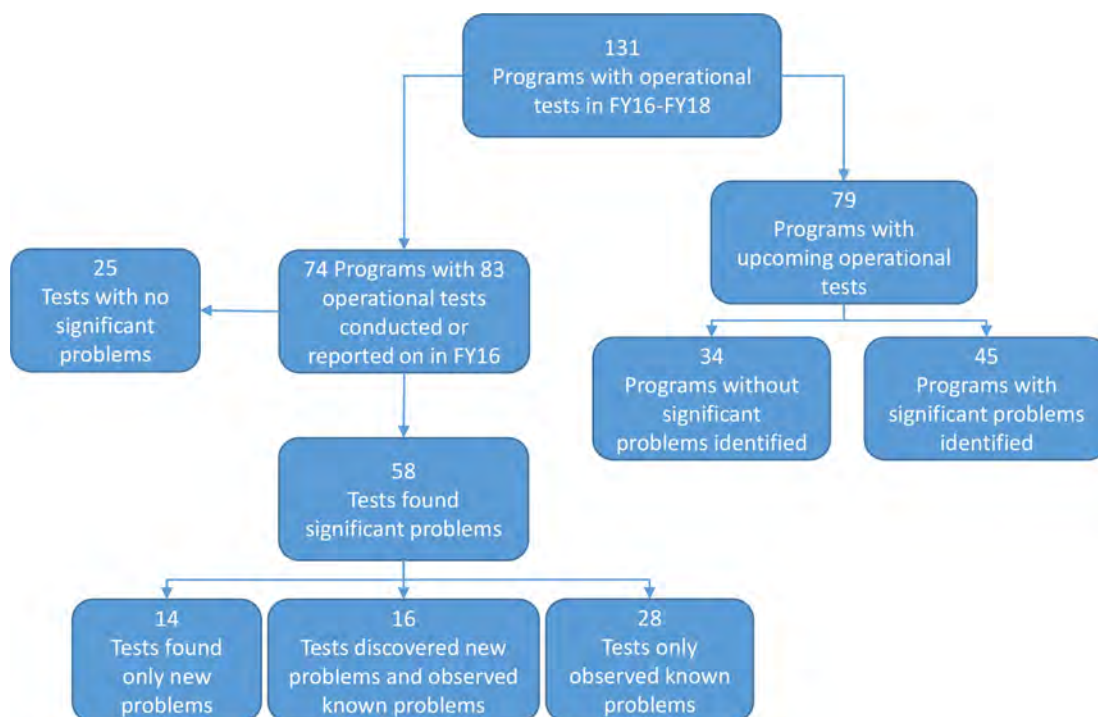 131
Programs with operational
tests in FY16-FY18
79
Programs with
upcoming operational
tests
25
Tests with no
significant
problems
74 Programs with 83
operational tests
conducted or
reported on in FY16
34
Programs without
significant
problems identified
45
Programs with
significant problems
identified
58
Tests found
significant problems
14
Tests found
only new
problems
16
Tests discovered new
problems and observed
known problems
28
Tests only
observed known
problems